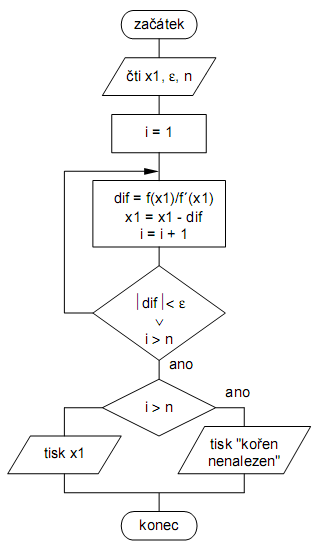 začátek
čti x1, ε, n
i = 1
dif = f(x1)/f´(x1)
x1 = x1 - dif
i = i + 1
|dif|< ε
∨
i > n
ano
i > n
ano
tisk x1
tisk "kořen
nenalezen"
konec